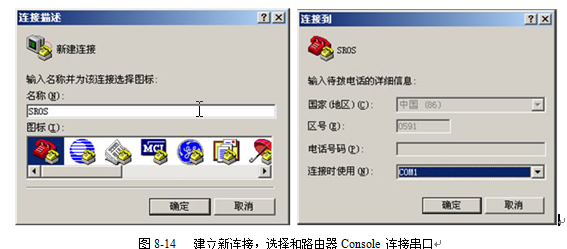 连接描述
新建连接
输入名称并为该连接选择图标:
名称(N):
SROS
图标(I):
MCI
确定
取消
连接到
SROS
输入待拨电话的详细信息:
国家(地区)(C):
中国 (86)
区号(E):
0591
电话号码(P):
连接时使用(N):
COM1
确定
取消
图 8-14 建立新连接，选择和路由器 Console 连接串口